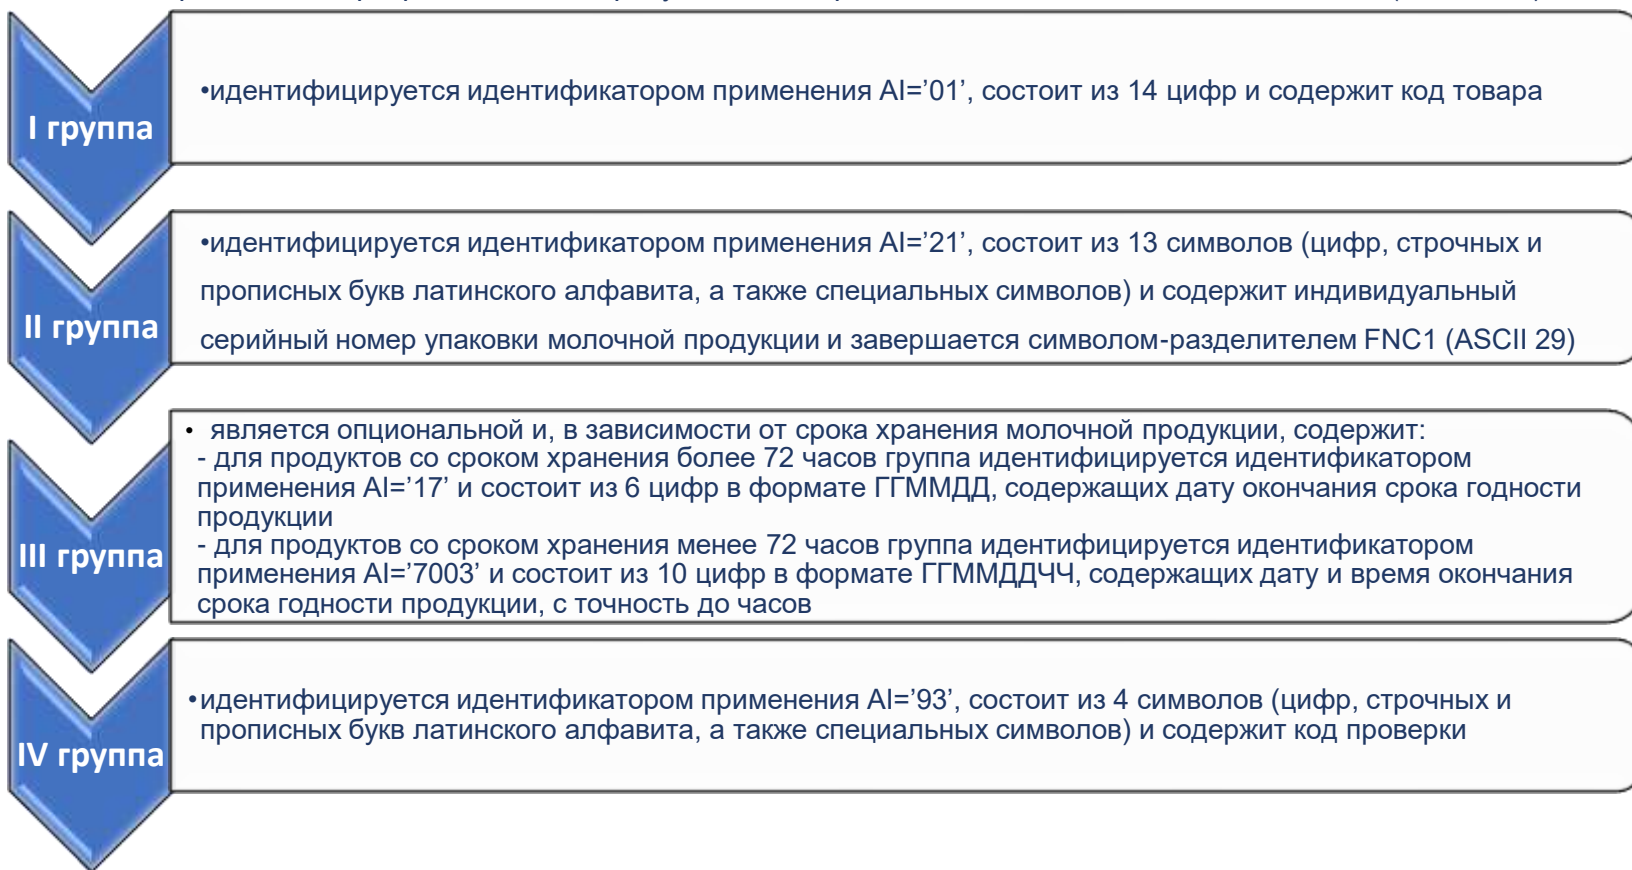 I группа
•идентифицируется идентификатором применения AI=’01’, состоит из 14 цифр и содержит код товара
II группа
•идентифицируется идентификатором применения AI=’21’, состоит из 13 символов (цифр, строчных и
прописных букв латинского алфавита, а также специальных символов) и содержит индивидуальный
серийный номер упаковки молочной продукции и завершается символом-разделителем FNC1 (ASCII 29)
III группа
• является опциональной и, в зависимости от срока хранения молочной продукции, содержит:
- для продуктов со сроком хранения более 72 часов группа идентифицируется идентификатором
применения AI=’17’ и состоит из 6 цифр в формате ГГММДД, содержащих дату окончания срока годности
продукции
- для продуктов со сроком хранения менее 72 часов группа идентифицируется идентификатором
применения AI=’7003’ и состоит из 10 цифр в формате ГГММДДЧЧ, содержащих дату и время окончания
срока годности продукции, с точность до часов
IV группа
•идентифицируется идентификатором применения AI=’93’, состоит из 4 символов (цифр, строчных и
прописных букв латинского алфавита, а также специальных символов) и содержит код проверки